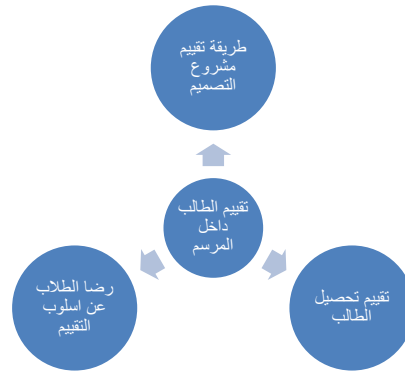 طريقة تقييم
مشروع
التصميم
تقييم الطالب
داخل
المرسم
رضا الطلاب
عن اسلوب
التقييم
تقييم تحصيل
الطالب